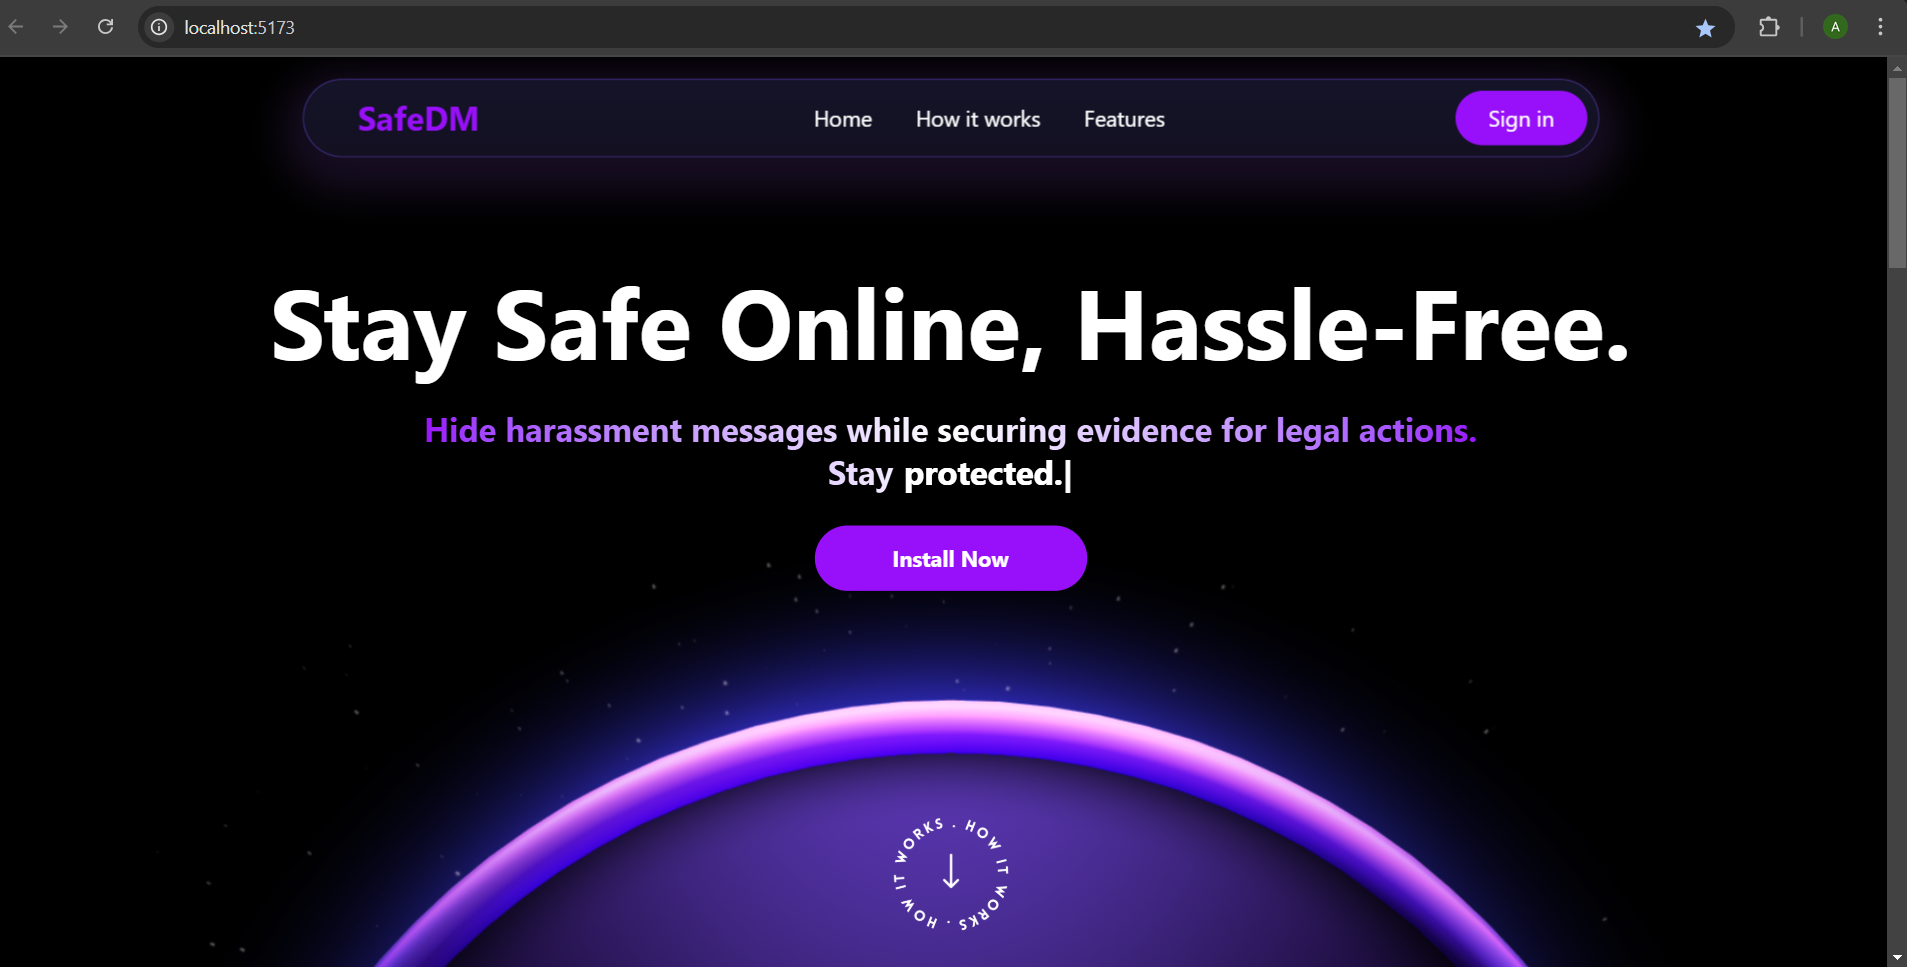 localhost:5173
A
SafeDM
Home
How it works
Features
Sign in
Stay Safe Online, Hassle-Free.
Hide harassment messages while securing evidence for legal actions.
Stay protected.|
Install Now
HOW IT WORKS . HOW IT WORKS .